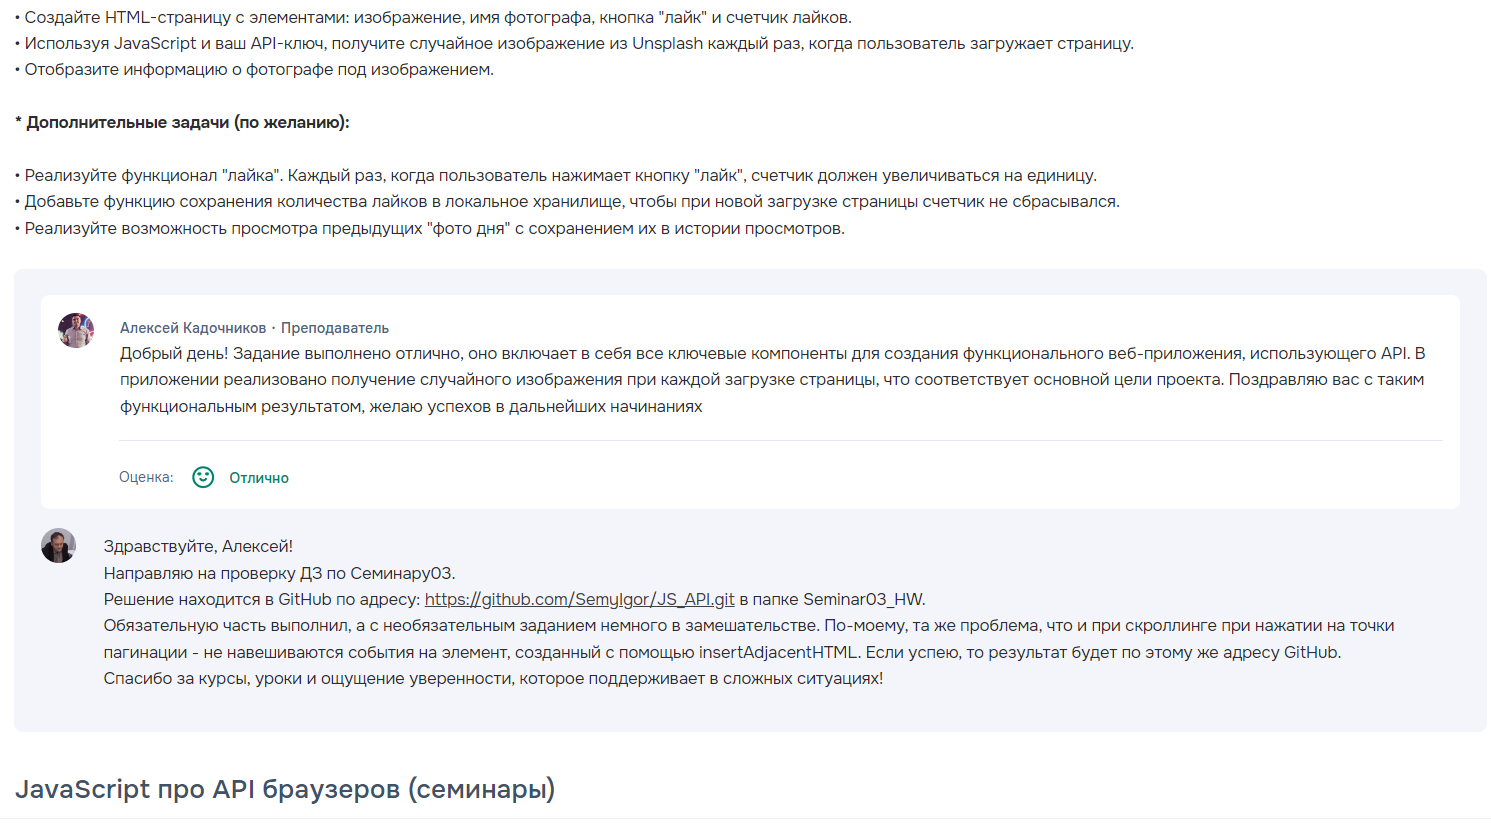 • Создайте HTML-страницу с элементами: изображение, имя фотографа, кнопка "лайк" и счетчик лайков.
• Используя JavaScript и ваш API-ключ, получите случайное изображение из Unsplash каждый раз, когда пользователь загружает страницу.
• Отобразите информацию о фотографе под изображением.
* Дополнительные задачи (по желанию):
• Реализуйте функционал "лайка". Каждый раз, когда пользователь нажимает кнопку "лайк", счетчик должен увеличиваться на единицу.
• Добавьте функцию сохранения количества лайков в локальное хранилище, чтобы при новой загрузке страницы счетчик не сбрасывался.
• Реализуйте возможность просмотра предыдущих "фото дня" с сохранением их в истории просмотров.
Алексей Кадочников · Преподаватель
Добрый день! Задание выполнено отлично, оно включает в себя все ключевые компоненты для создания функционального веб-приложения, использующего API. В
приложении реализовано получение случайного изображения при каждой загрузке страницы, что соответствует основной цели проекта. Поздравляю вас с таким
функциональным результатом, желаю успехов в дальнейших начинаниях
Оценка: Отлично
Здравствуйте, Алексей!
Направляю на проверку ДЗ по Семинару03.
Решение находится в GitHub по адресу: https://github.com/SemyIgor/JS_API.git в папке Seminar03_HW.
Обязательную часть выполнил, а с необязательным заданием немного в замешательстве. По-моему, та же проблема, что и при скроллинге при нажатии на точки
пагинации - не навешиваются события на элемент, созданный с помощью insertAdjacentHTML. Если успею, то результат будет по этому же адресу GitHub.
Спасибо за курсы, уроки и ощущение уверенности, которое поддерживает в сложных ситуациях!
JavaScript про API браузеров (семинары)